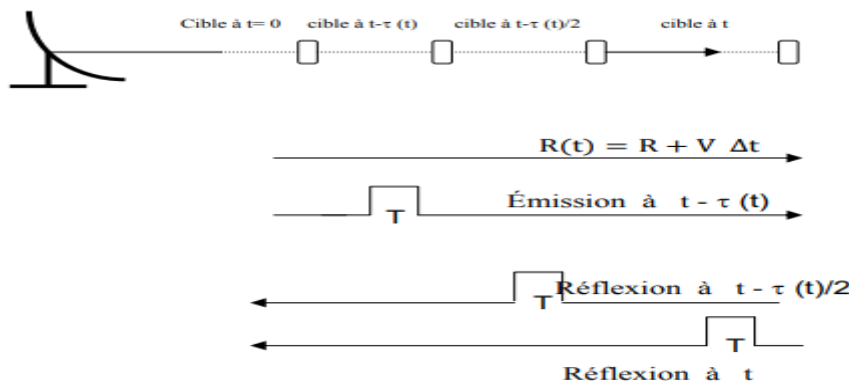 Cible à t= 0 cible à t-τ (t) cible à t-τ (t)/2 cible à t
R(t) = R + V Δt
Émission à t - τ (t)
T
Réflexion à t - τ (t)/2
T
T
Réflexion à t